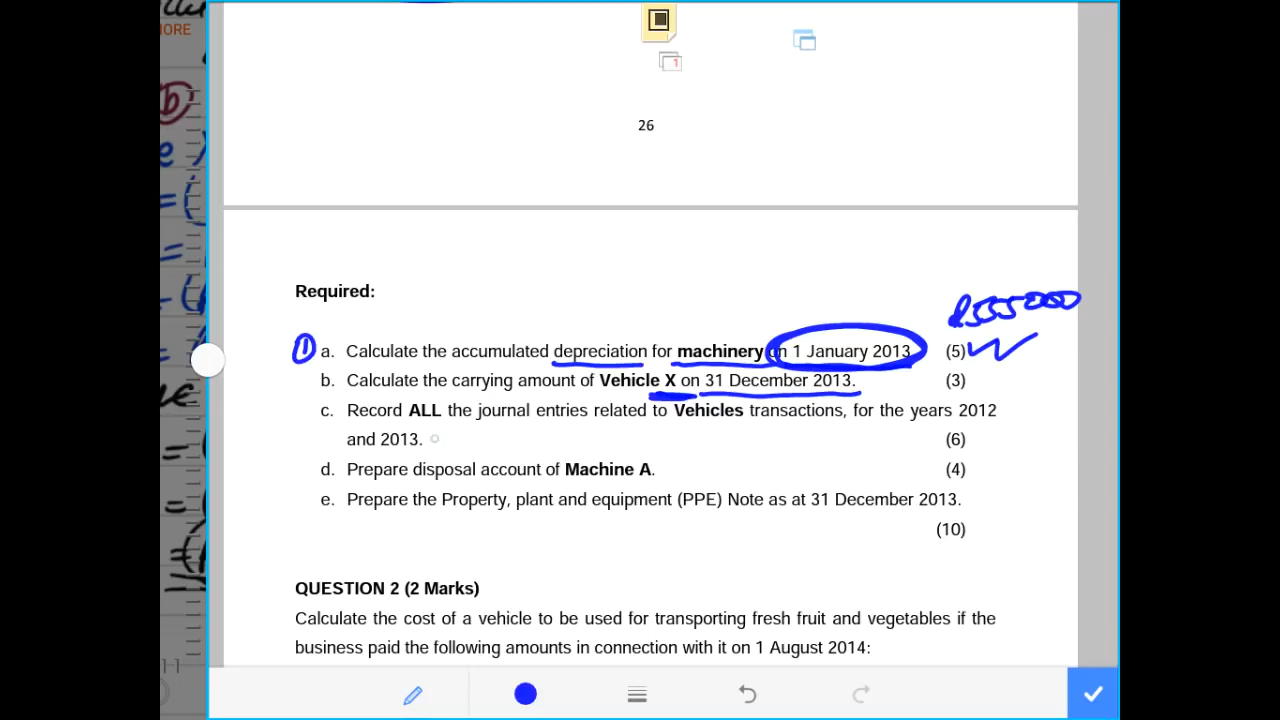 MORE
1
26
Required:
R555000
① a. Calculate the accumulated depreciation for machinery on 1 January 2013 (5)
b. Calculate the carrying amount of Vehicle X on 31 December 2013. (3)
c. Record ALL the journal entries related to Vehicles transactions, for the years 2012
and 2013. (6)
d. Prepare disposal account of Machine A. (4)
e. Prepare the Property, plant and equipment (PPE) Note as at 31 December 2013.
(10)
QUESTION 2 (2 Marks)
Calculate the cost of a vehicle to be used for transporting fresh fruit and vegetables if the
business paid the following amounts in connection with it on 1 August 2014: